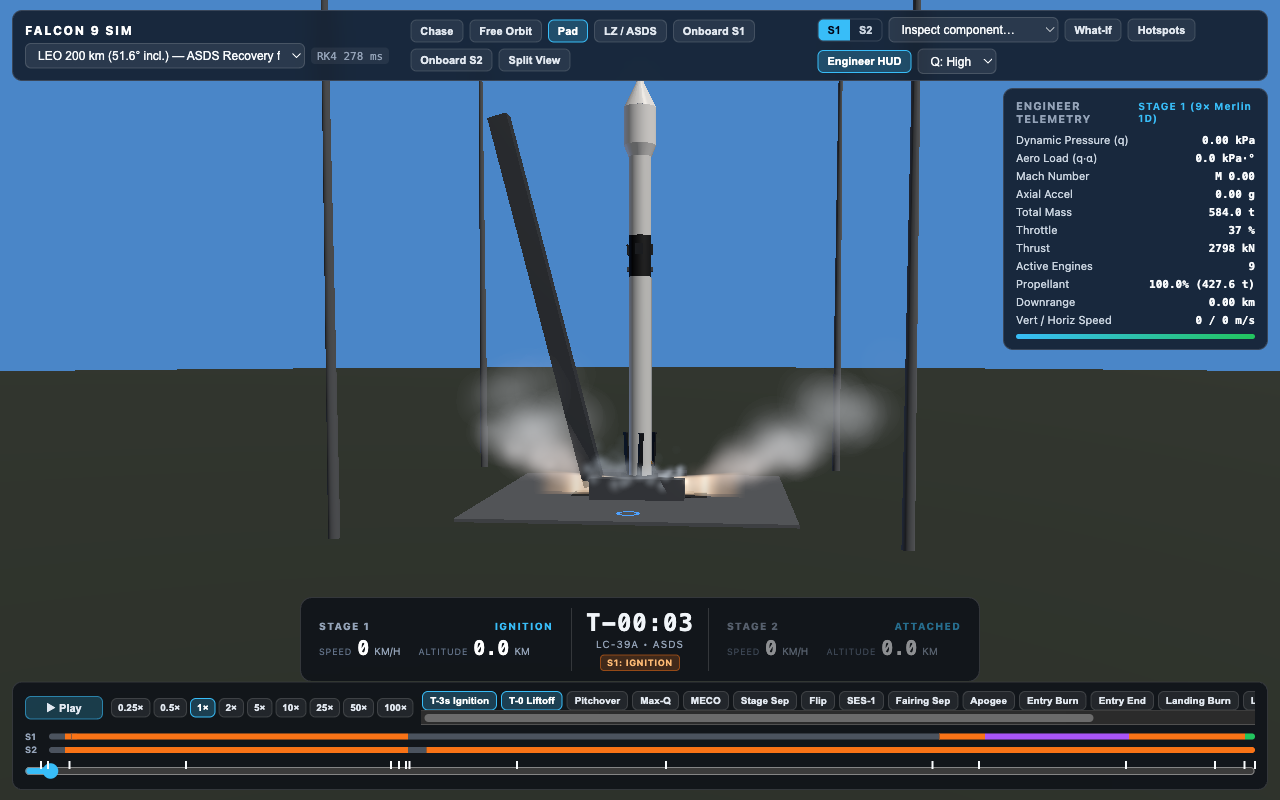 FALCON 9 SIM
LEO 200 km (51.6° incl.) — ASDS Recovery f
RK4 278 ms
Chase
Free Orbit
Pad
LZ / ASDS
Onboard S1
Onboard S2
Split View
S1
S2
Inspect component...
What-If
Hotspots
Engineer HUD
Q: High
ENGINEER TELEMETRY
STAGE 1 (9× Merlin 1D)
Dynamic Pressure (q) 0.00 kPa
Aero Load (q·α) 0.0 kPa·°
Mach Number M 0.00
Axial Accel 0.00 g
Total Mass 584.0 t
Throttle 37 %
Thrust 2798 kN
Active Engines 9
Propellant 100.0% (427.6 t)
Downrange 0.00 km
Vert / Horiz Speed 0 / 0 m/s
STAGE 1 IGNITION
SPEED 0 KM/H ALTITUDE 0.0 KM
T−00:03
LC-39A • ASDS
S1: IGNITION
STAGE 2 ATTACHED
SPEED 0 KM/H ALTITUDE 0.0 KM
Play
0.25×
0.5×
1×
2×
5×
10×
25×
50×
100×
T-3s Ignition
T-0 Liftoff
Pitchover
Max-Q
MECO
Stage Sep
Flip
SES-1
Fairing Sep
Apogee
Entry Burn
Entry End
Landing Burn
L
S1
S2